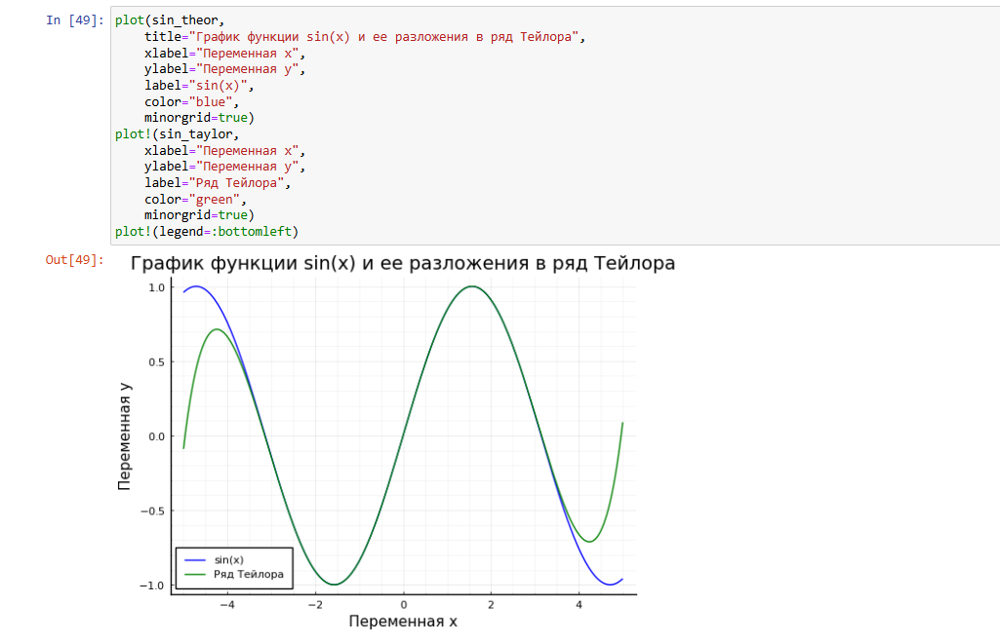 In [49]: plot(sin_theor,
title="График функции sin(x) и ее разложения в ряд Тейлора",
xlabel="Переменная x",
ylabel="Переменная y",
label="sin(x)",
color="blue",
minorgrid=true)
plot!(sin_taylor,
xlabel="Переменная x",
ylabel="Переменная y",
label="Ряд Тейлора",
color="green",
minorgrid=true)
plot!(legend=:bottomleft)
Out[49]:
График функции sin(x) и ее разложения в ряд Тейлора
1.0
0.5
0.0
−0.5
−1.0
Переменная y
sin(x)
Ряд Тейлора
−4 −2 0 2 4
Переменная x